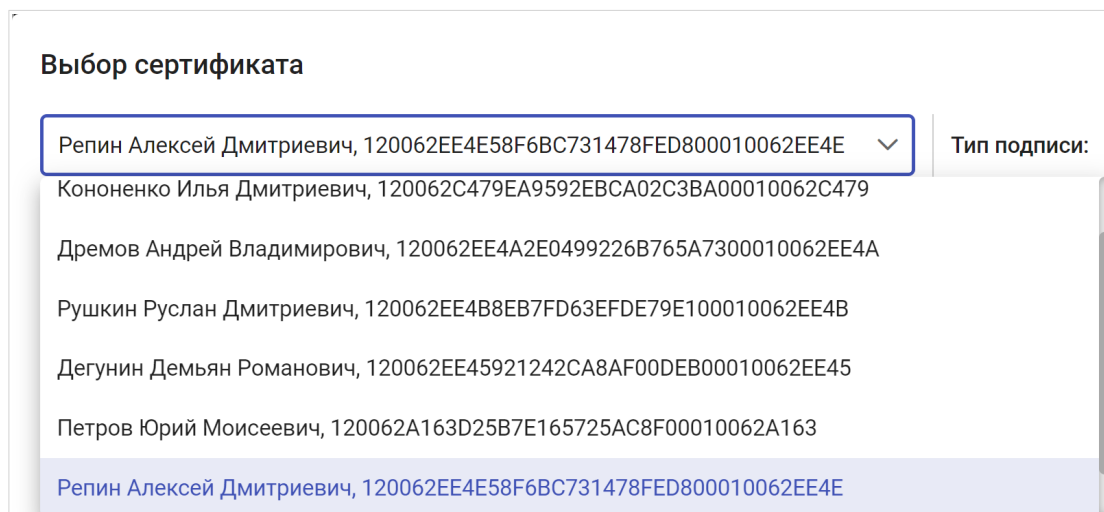 Выбор сертификата
Репин Алексей Дмитриевич, 120062EE4E58F6BC731478FED800010062EE4E
Тип подписи:
Кононенко Илья Дмитриевич, 120062C479EA9592EBCA02C3BA00010062C479
Дремов Андрей Владимирович, 120062EE4A2E0499226B765A7300010062EE4A
Рушкин Руслан Дмитриевич, 120062EE4B8EB7FD63EFDE79E100010062EE4B
Дегунин Демьян Романович, 120062EE45921242CA8AF00DEB00010062EE45
Петров Юрий Моисеевич, 120062A163D25B7E165725AC8F00010062A163
Репин Алексей Дмитриевич, 120062EE4E58F6BC731478FED800010062EE4E